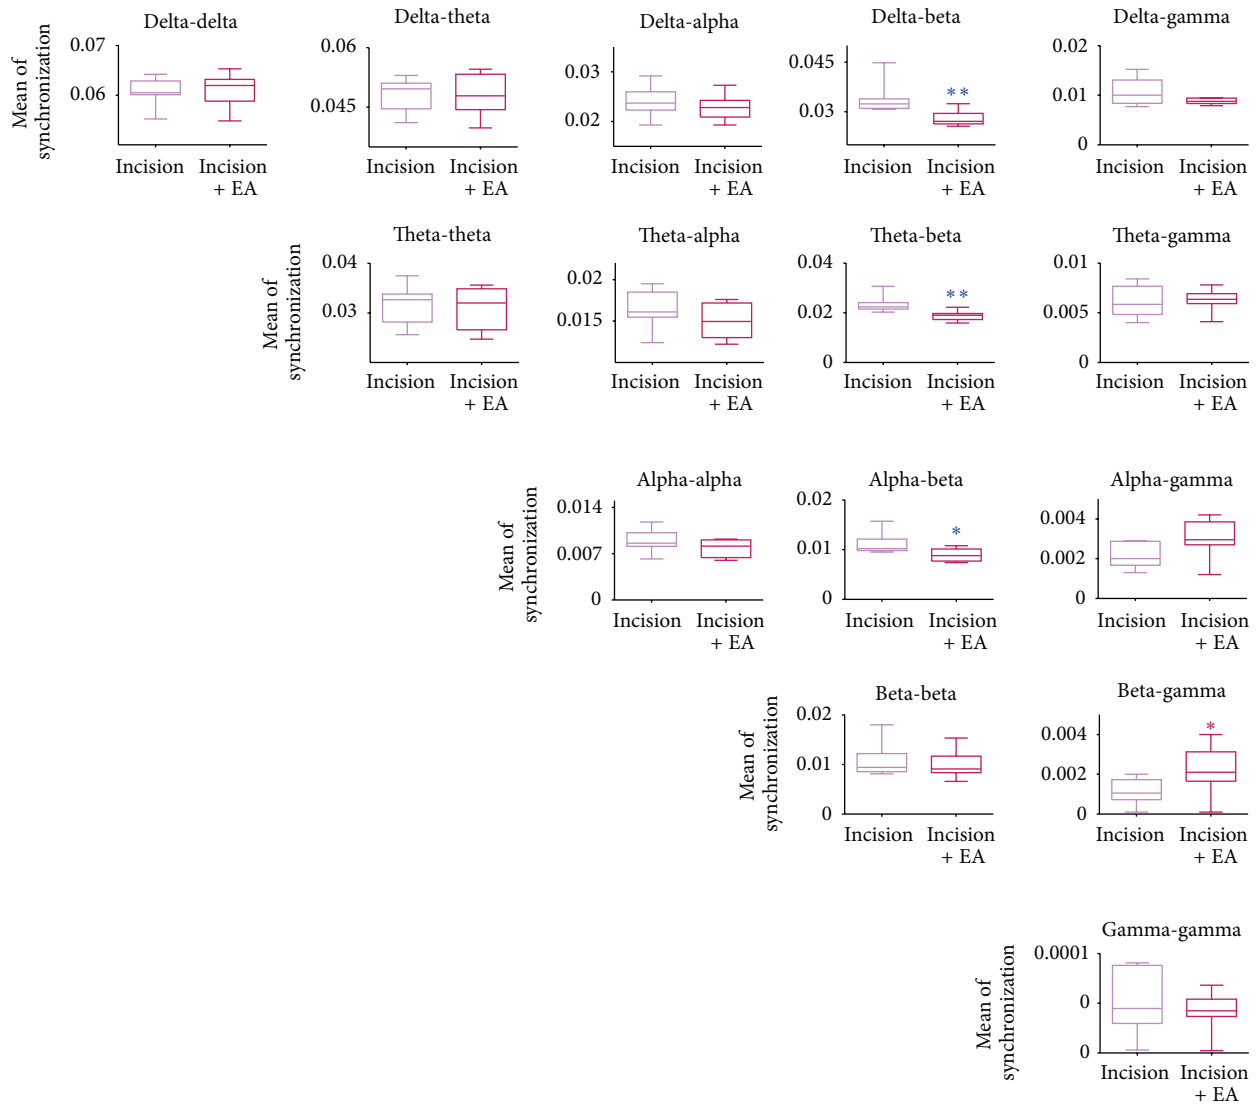 Delta-delta
Mean of
synchronization
0.07
0.06
Incision
Incision
+ EA
Delta-theta
0.06
0.045
Incision
Incision
+ EA
Delta-alpha
0.03
0.02
Incision
Incision
+ EA
Delta-beta
0.045
0.03
**
Incision
Incision
+ EA
Delta-gamma
0.02
0.01
0
Incision
Incision
+ EA
Theta-theta
Mean of
synchronization
0.04
0.03
Incision
Incision
+ EA
Theta-alpha
0.02
0.015
Incision
Incision
+ EA
Theta-beta
0.04
0.02
0
**
Incision
Incision
+ EA
Theta-gamma
0.01
0.005
0
Incision
Incision
+ EA
Alpha-alpha
Mean of
synchronization
0.014
0.007
0
Incision
Incision
+ EA
Alpha-beta
0.02
0.01
0
*
Incision
Incision
+ EA
Alpha-gamma
0.004
0.002
0
Incision
Incision
+ EA
Beta-beta
Mean of
synchronization
0.02
0.01
0
Incision
Incision
+ EA
Beta-gamma
0.004
0.002
0
*
Incision
Incision
+ EA
Gamma-gamma
Mean of
synchronization
0.0001
0
0
Incision
Incision
+ EA